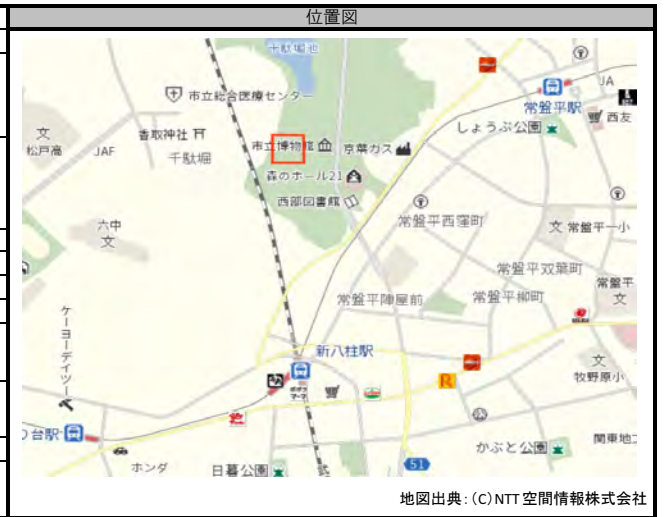 位置図
千駄堀池
市立総合医療センター
JA
常盤平駅
西友
しょうぶ公園
文
松戸高
JAF
香取神社
千駄堀
市立博物館
京葉ガス
森のホール21
西部図書館
六中
文
常盤平西窪町
文 常盤平一小
常盤平双葉町
常盤平陣屋前
常盤平柳町
常盤平
文
ケーヨーデイツー
新八柱駅
R
文
牧野原小
り台駅
ホンダ
日暮公園
武
51
かぶと公園
関東地
地図出典：(C)NTT空間情報株式会社